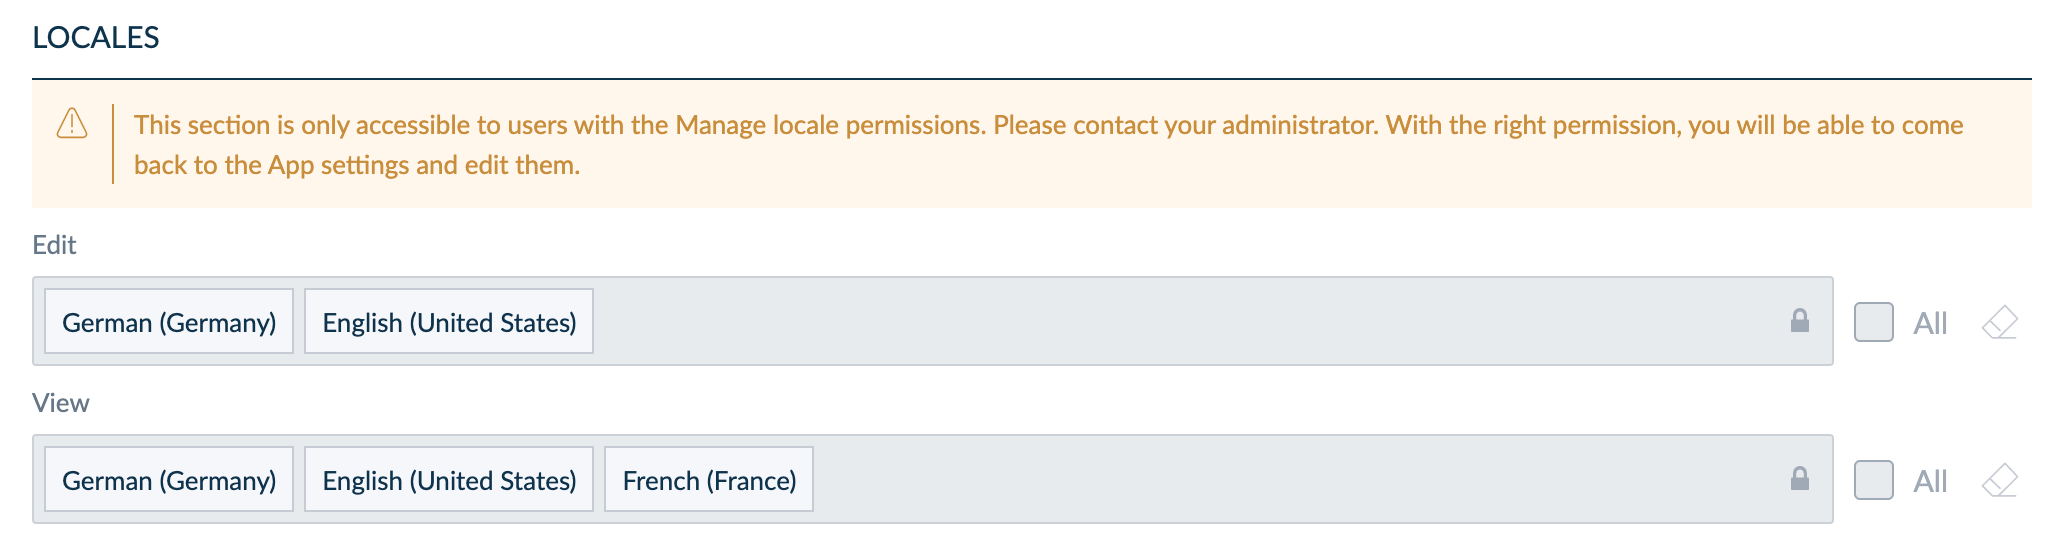 LOCALES
This section is only accessible to users with the Manage locale permissions. Please contact your administrator. With the right permission, you will be able to come
back to the App settings and edit them.
Edit
German (Germany) English (United States) All
View
German (Germany) English (United States) French (France) All